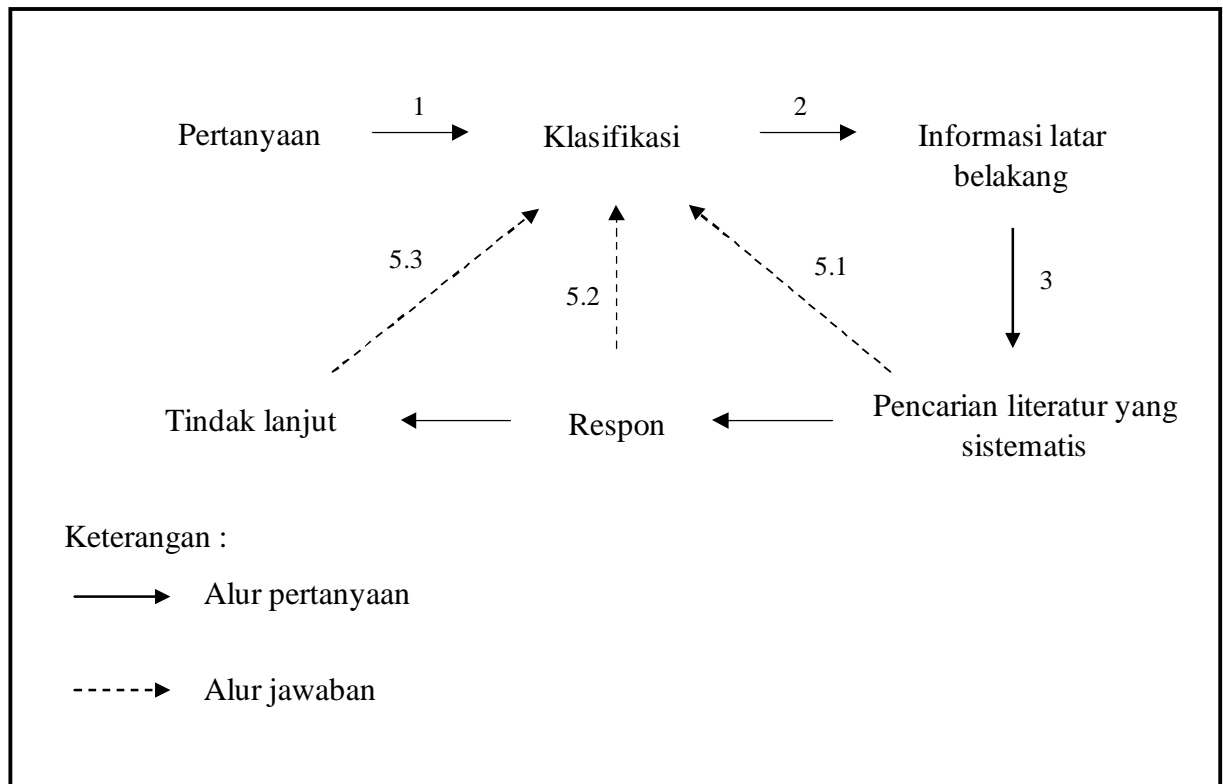 1
2
Pertanyaan
Klasifikasi
Informasi latar
belakang
5.3
5.2
5.1
3
Tindak lanjut
Respon
Pencarian literatur yang
sistematis
Keterangan :
Alur pertanyaan
Alur jawaban